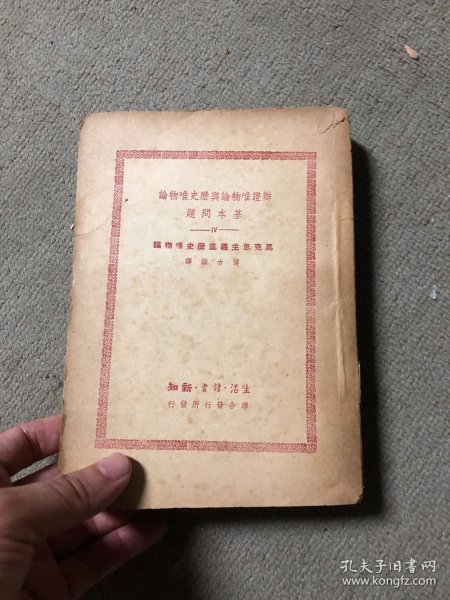 辯證唯物論與歷史唯物論
基本問題
IV
馬克思主義底歷史唯物論
譯
生活·讀書·新知
聯合發行所發行
孔夫子旧书网
www.kongfz.com